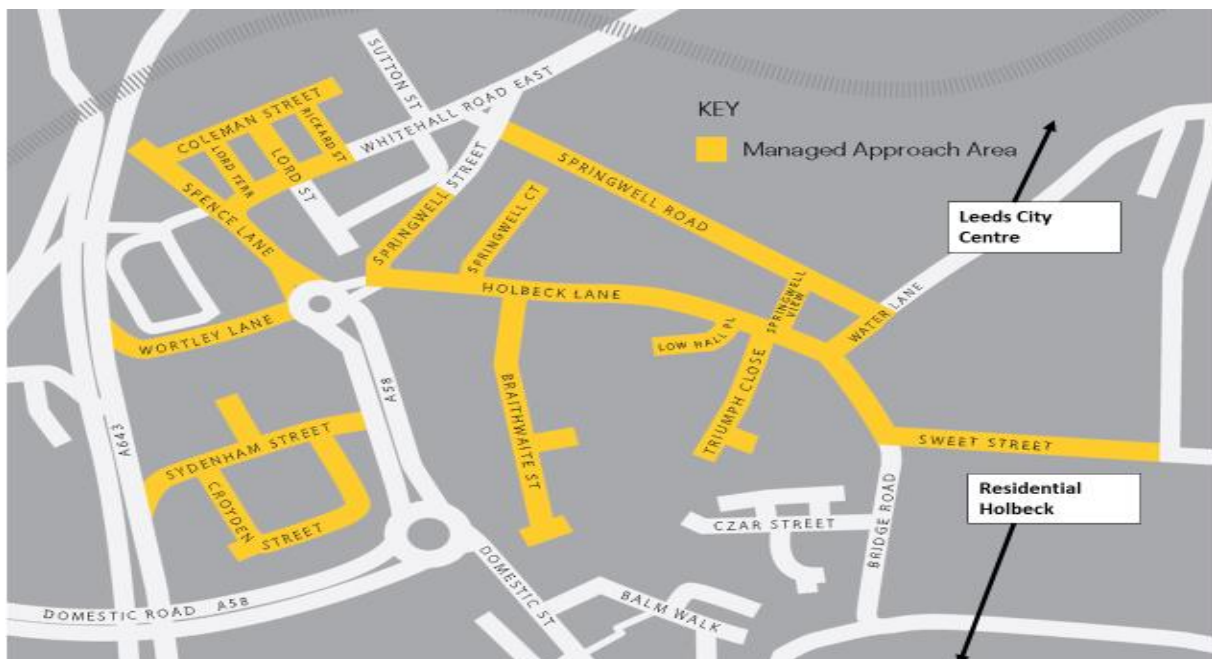 SUTTON ST
WHITEHALL ROAD EAST
COLEMAN STREET
RICKARD ST
LORD TERR
LORD ST
SPENCE LANE
KEY
Managed Approach Area
SPRINGWELL ROAD
SPRINGWELL STREET
SPRINGWELL CT
Leeds City
Centre
HOLBECK LANE
SPRINGWELL
VIEW
WATER LANE
WORTLEY LANE
LOW HALL PL
A58
TRIUMPH CLOSE
BRAITHWAITE ST
A643
SYDENHAM STREET
SWEET STREET
CROYDEN
STREET
Residential
Holbeck
CZAR STREET
BRIDGE ROAD
DOMESTIC ST
BALM WALK
DOMESTIC ROAD A58